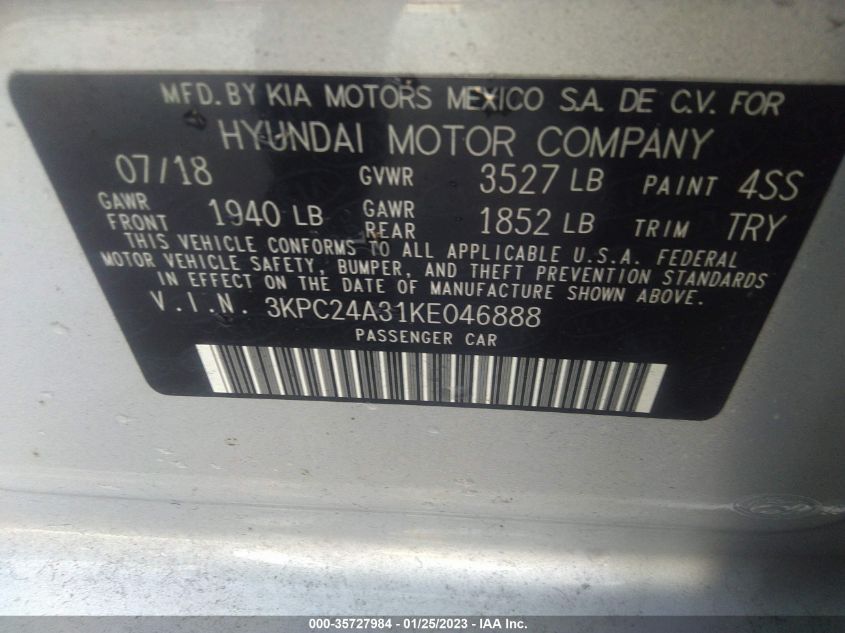 MFD. BY KIA MOTORS MEXICO S.A. DE C.V. FOR
HYUNDAI MOTOR COMPANY
07/18 GVWR 3527 LB PAINT 4SS
GAWR FRONT 1940 LB GAWR REAR 1852 LB TRIM TRY
THIS VEHICLE CONFORMS TO ALL APPLICABLE U.S.A. FEDERAL
MOTOR VEHICLE SAFETY, BUMPER, AND THEFT PREVENTION STANDARDS
IN EFFECT ON THE DATE OF MANUFACTURE SHOWN ABOVE.
V.I.N. 3KPC24A31KE046888
PASSENGER CAR
000-35727984 - 01/25/2023 - IAA Inc.